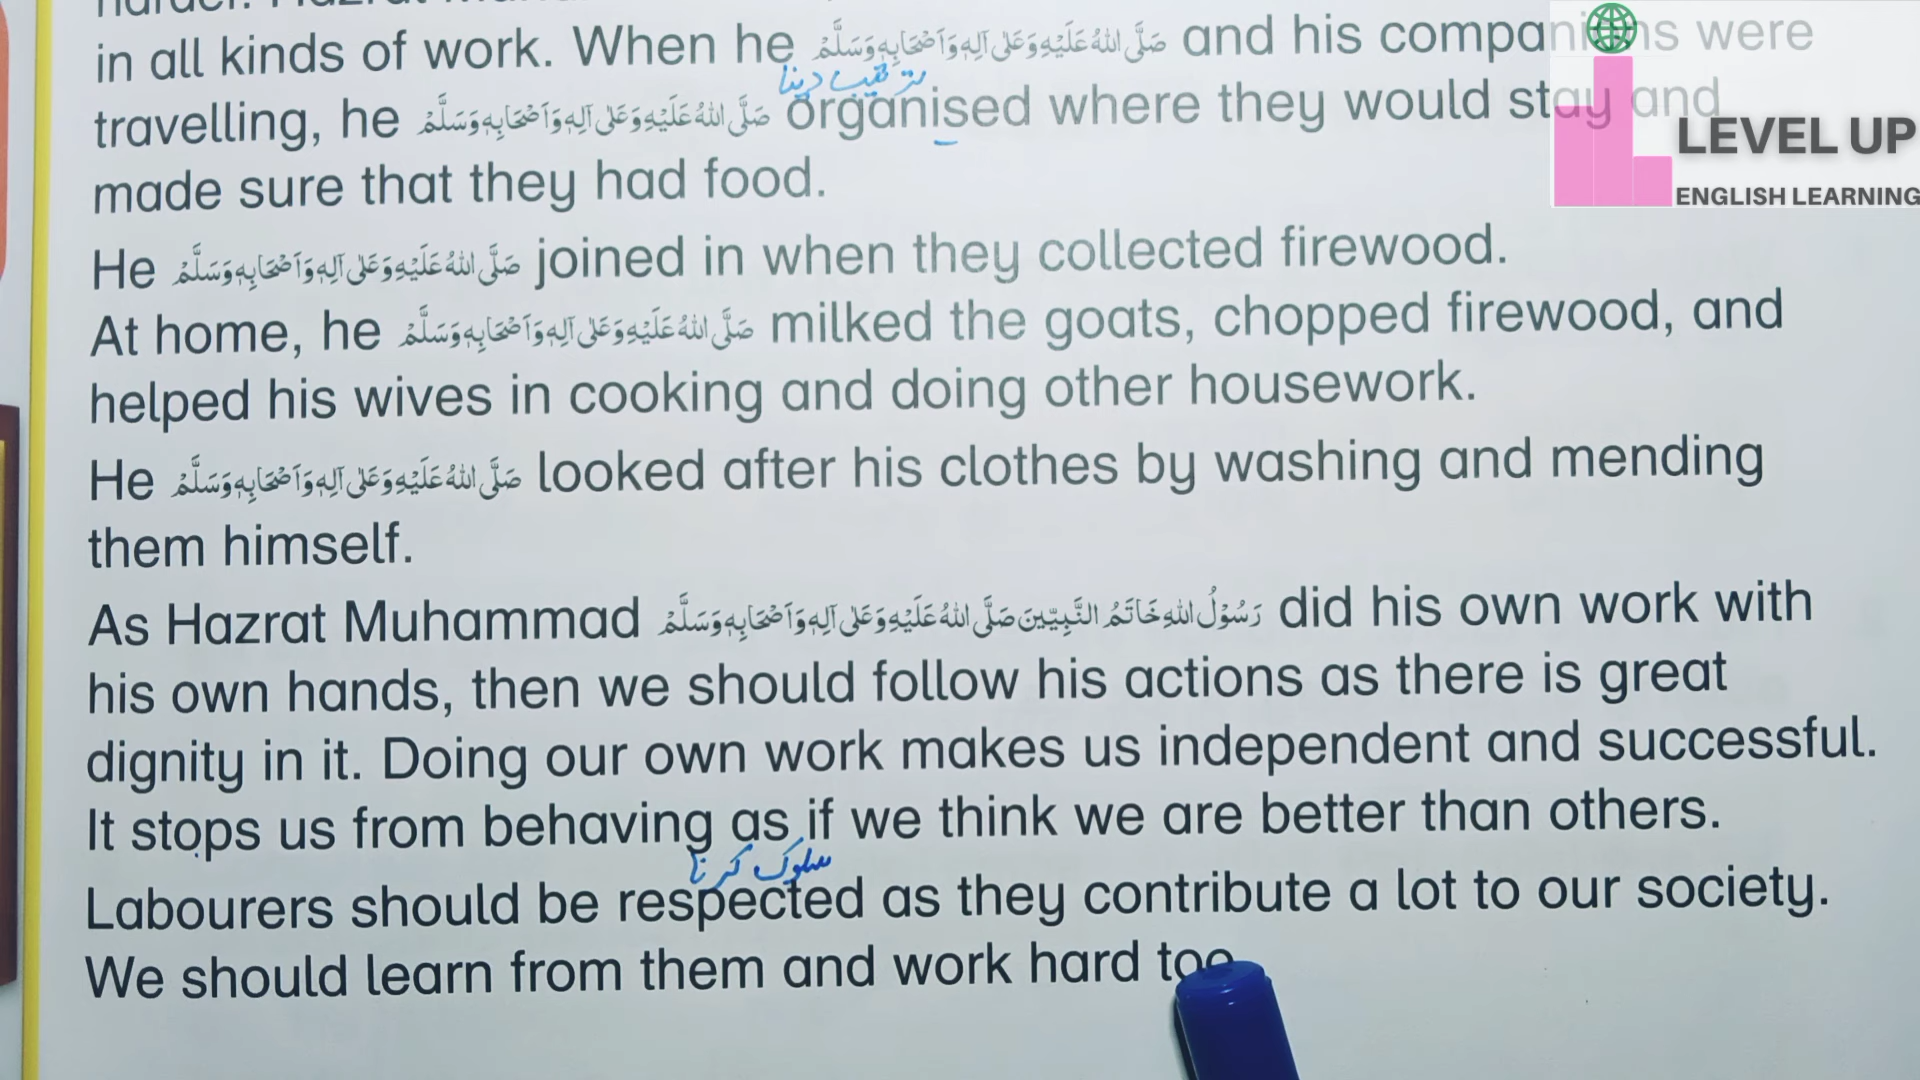 in all kinds of work. When he صَلَّى اللهُ عَلَيْهِ وَعَلٰى آلِهٖ وَاَصْحَابِهٖ وَسَلَّمَ and his companions were
ترتیب دینا
travelling, he صَلَّى اللهُ عَلَيْهِ وَعَلٰى آلِهٖ وَاَصْحَابِهٖ وَسَلَّمَ organised where they would stay and
made sure that they had food.
He صَلَّى اللهُ عَلَيْهِ وَعَلٰى آلِهٖ وَاَصْحَابِهٖ وَسَلَّمَ joined in when they collected firewood.
At home, he صَلَّى اللهُ عَلَيْهِ وَعَلٰى آلِهٖ وَاَصْحَابِهٖ وَسَلَّمَ milked the goats, chopped firewood, and
helped his wives in cooking and doing other housework.
He صَلَّى اللهُ عَلَيْهِ وَعَلٰى آلِهٖ وَاَصْحَابِهٖ وَسَلَّمَ looked after his clothes by washing and mending
them himself.
As Hazrat Muhammad رَسُوْلُ اللهِ خَاتَمُ النَّبِيّٖنَ صَلَّى اللهُ عَلَيْهِ وَعَلٰى آلِهٖ وَاَصْحَابِهٖ وَسَلَّمَ did his own work with
his own hands, then we should follow his actions as there is great
dignity in it. Doing our own work makes us independent and successful.
It stops us from behaving as if we think we are better than others.
سلوک کرنا
Labourers should be respected as they contribute a lot to our society.
We should learn from them and work hard too
LEVEL UP
ENGLISH LEARNING